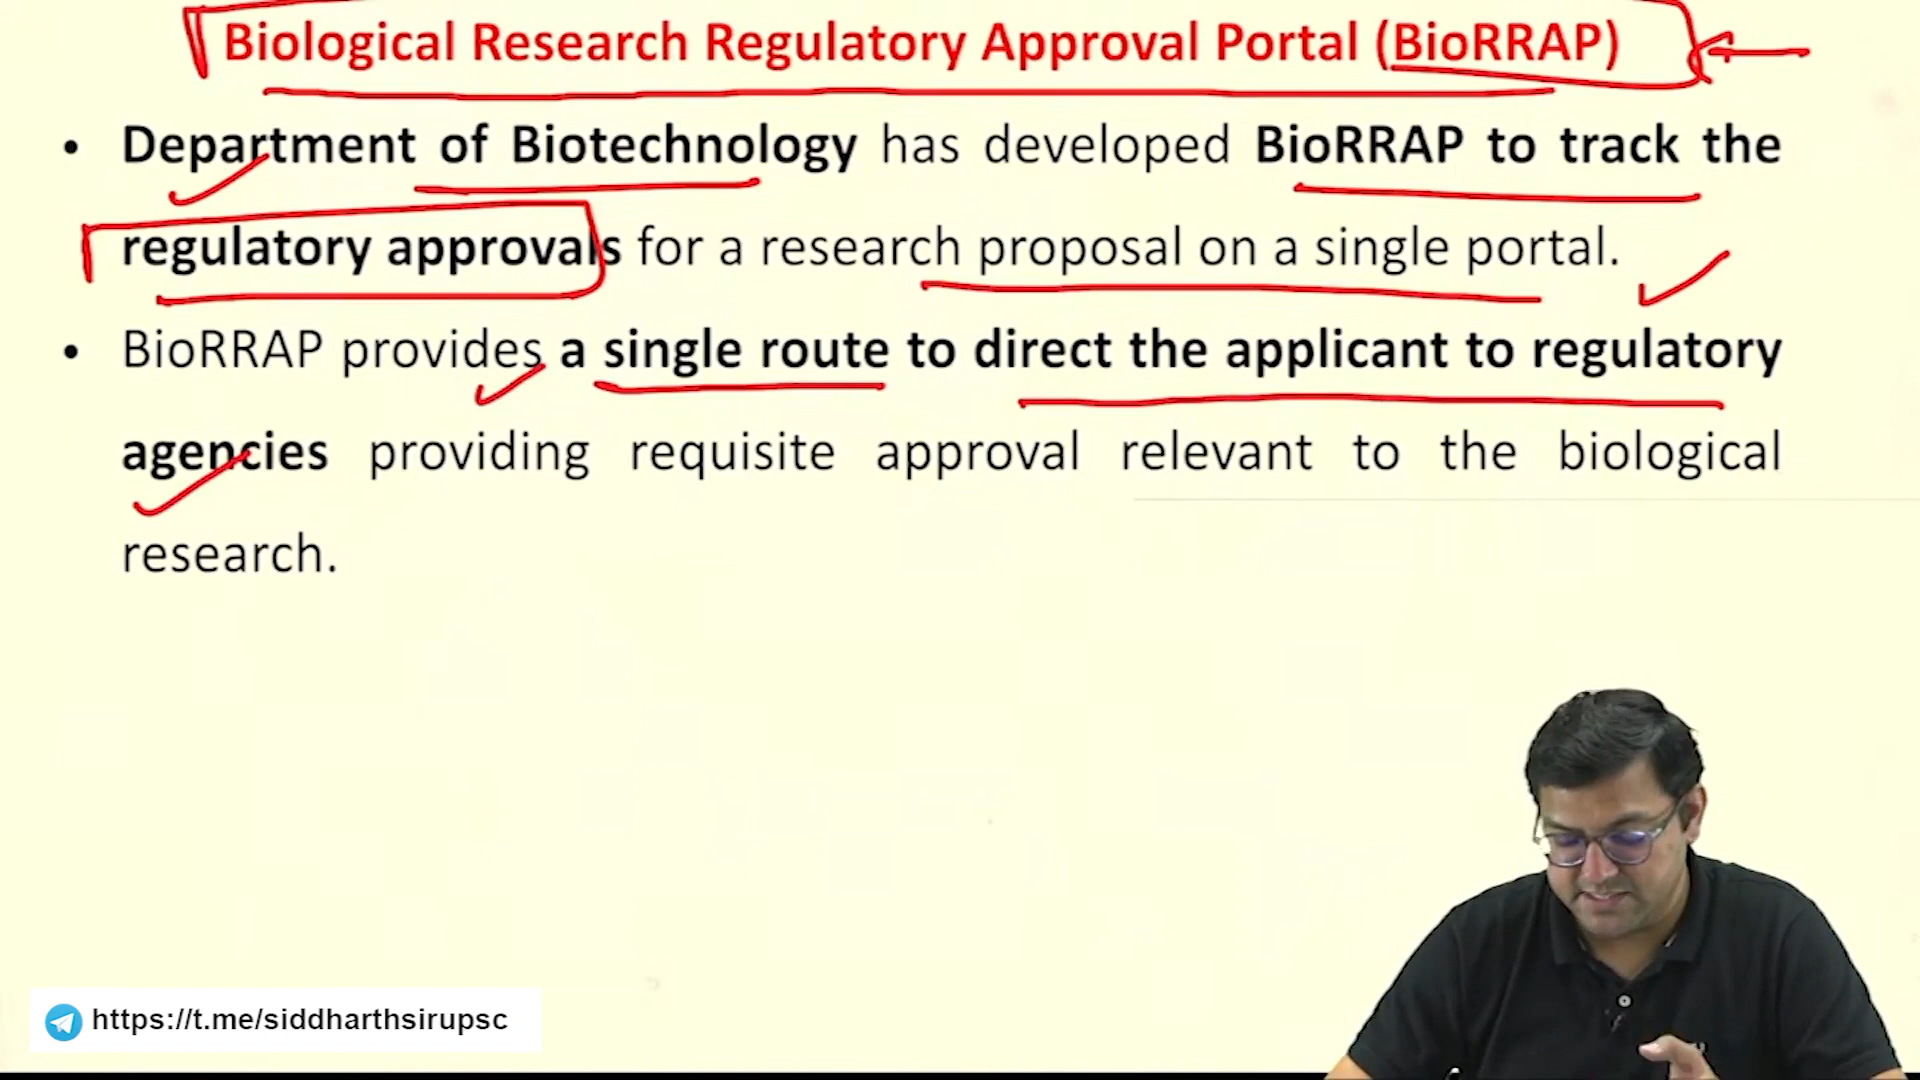 Biological Research Regulatory Approval Portal (BioRRAP)
• Department of Biotechnology has developed BioRRAP to track the
regulatory approvals for a research proposal on a single portal.
• BioRRAP provides a single route to direct the applicant to regulatory
agencies providing requisite approval relevant to the biological
research.
https://t.me/siddharthsirupsc